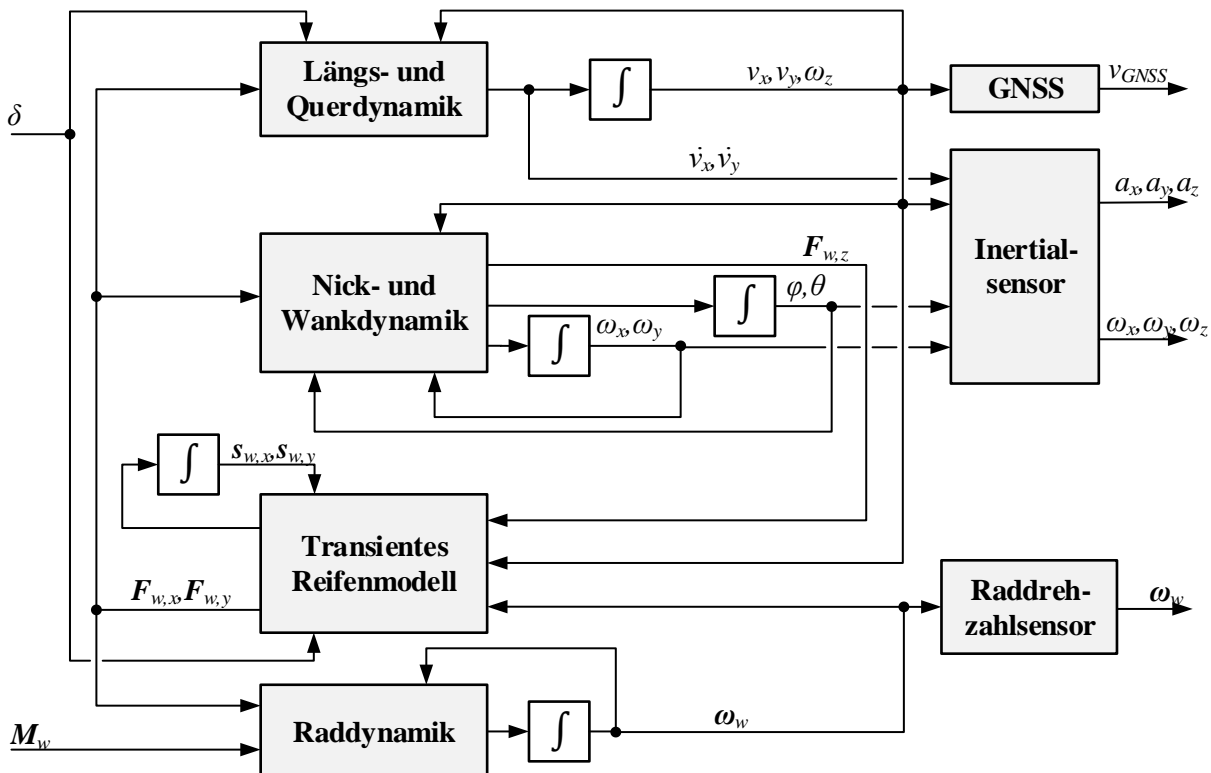 δ
Längs- und
Querdynamik
∫
v_x,v_y,ω_z
GNSS
v_GNSS
v̇_x,v̇_y
Inertial-
sensor
a_x,a_y,a_z
ω_x,ω_y,ω_z
Nick- und
Wankdynamik
F_w,z
∫
φ,θ
∫
ω_x,ω_y
∫
s_w,x,s_w,y
Transientes
Reifenmodell
F_w,x,F_w,y
Raddreh-
zahlsensor
ω_w
M_w
Raddynamik
∫
ω_w